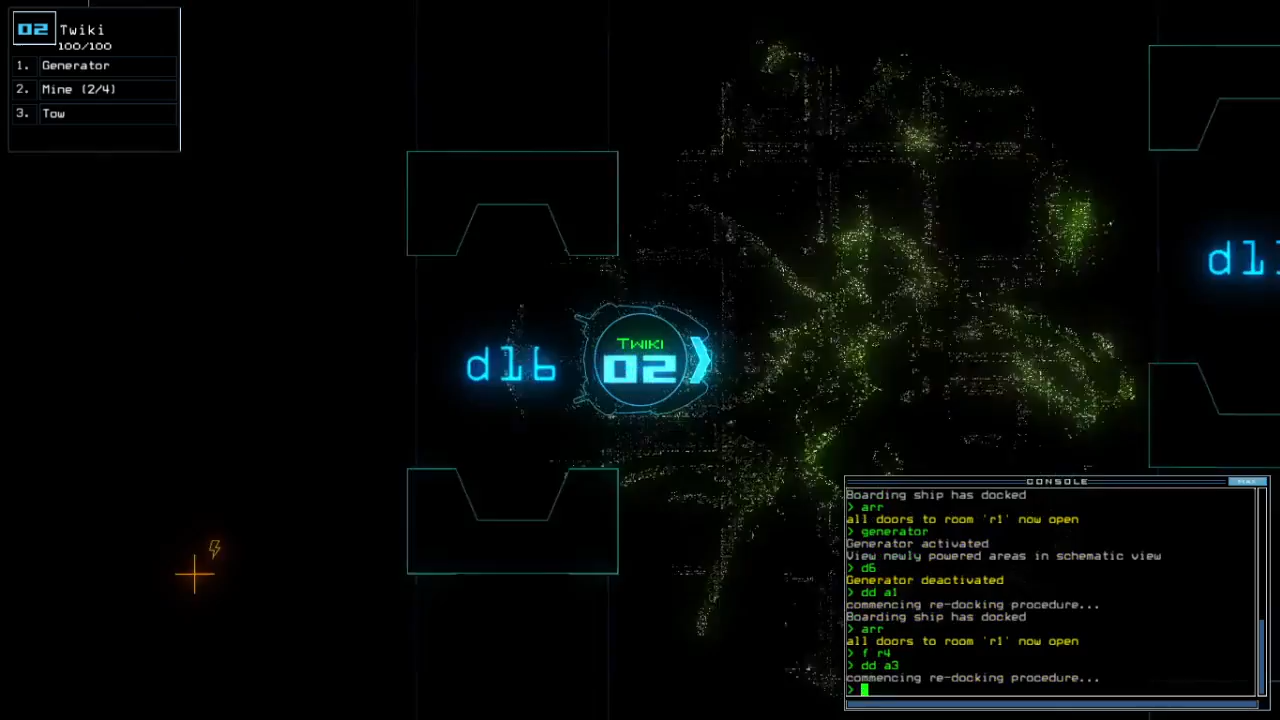 02 Twiki
100/100
1. Generator
2. Mine (2/4)
3. Tow
d16
TWIKI
02
CONSOLE
Boarding ship has docked
> arr
all doors to room 'r1' now open
> generator
Generator activated
View newly powered areas in schematic view
> d6
Generator deactivated
> dd a1
commencing re-docking procedure...
Boarding ship has docked
> arr
all doors to room 'r1' now open
> f r4
> dd a3
commencing re-docking procedure...
>